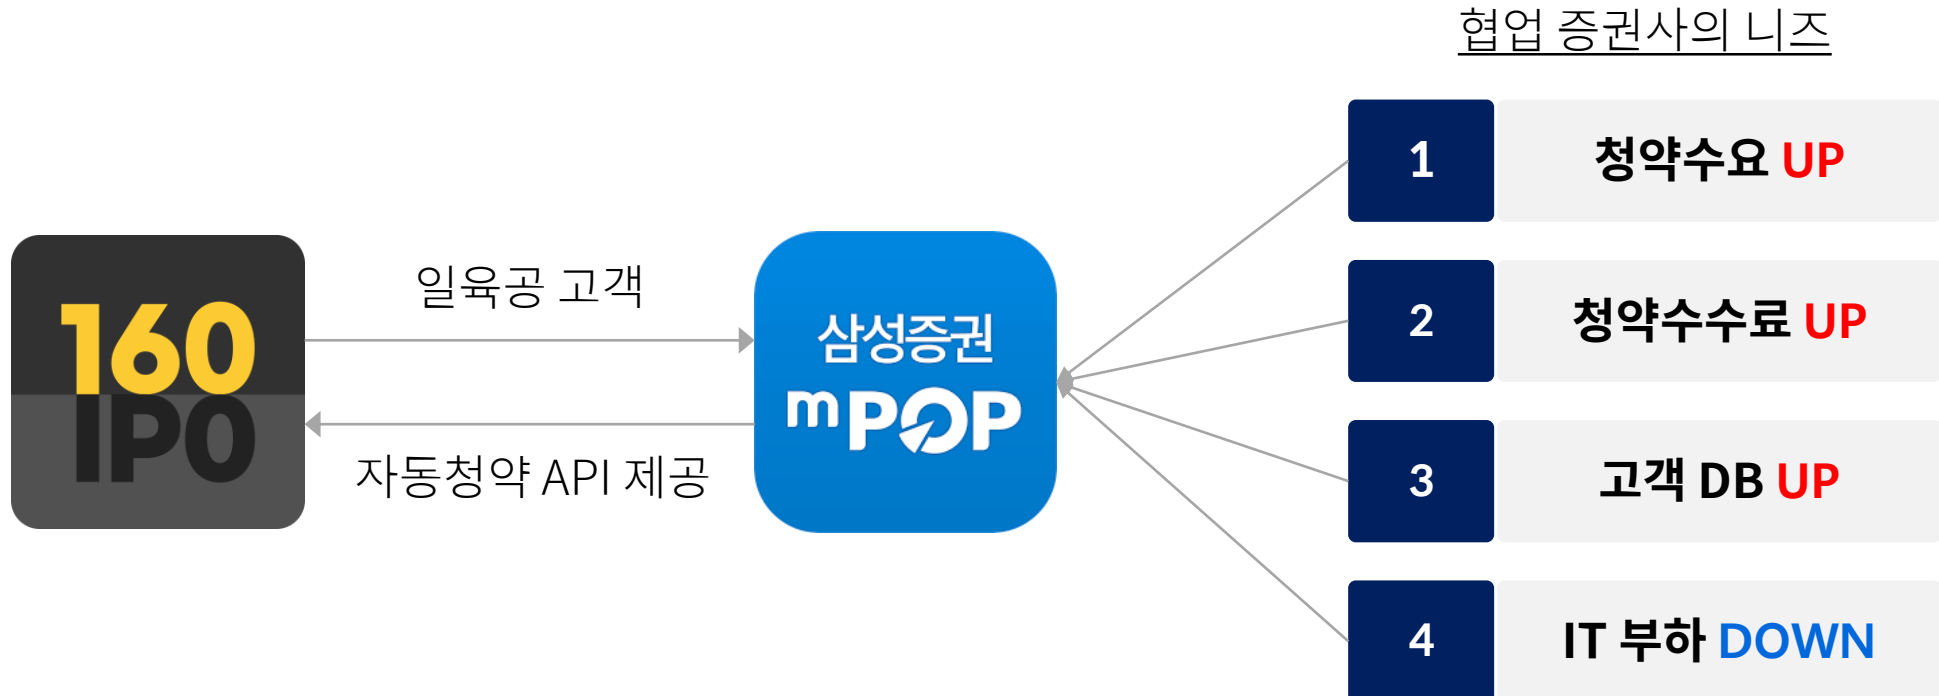 협업 증권사의 니즈
1 청약수요 UP
160
IPO
일육공 고객
자동청약 API 제공
삼성증권
mPOP
2 청약수수료 UP
3 고객 DB UP
4 IT 부하 DOWN